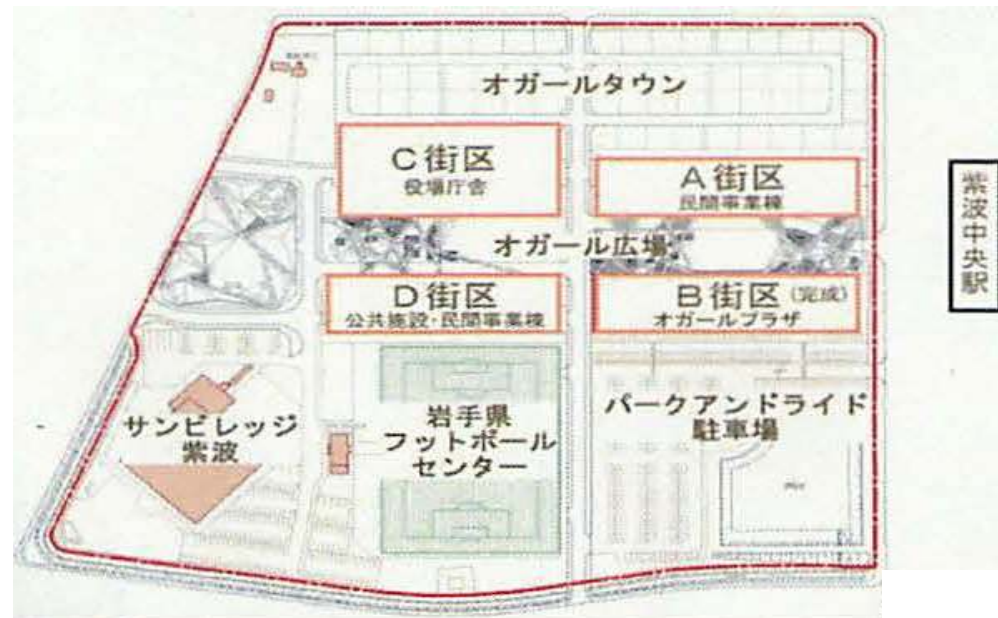 オガールタウン
C街区
役場庁舎
A街区
民間事業棟
オガール広場
D街区
公共施設・民間事業棟
B街区(完成)
オガールプラザ
紫波中央駅
サンビレッジ
紫波
岩手県
フットボール
センター
パークアンドライド
駐車場